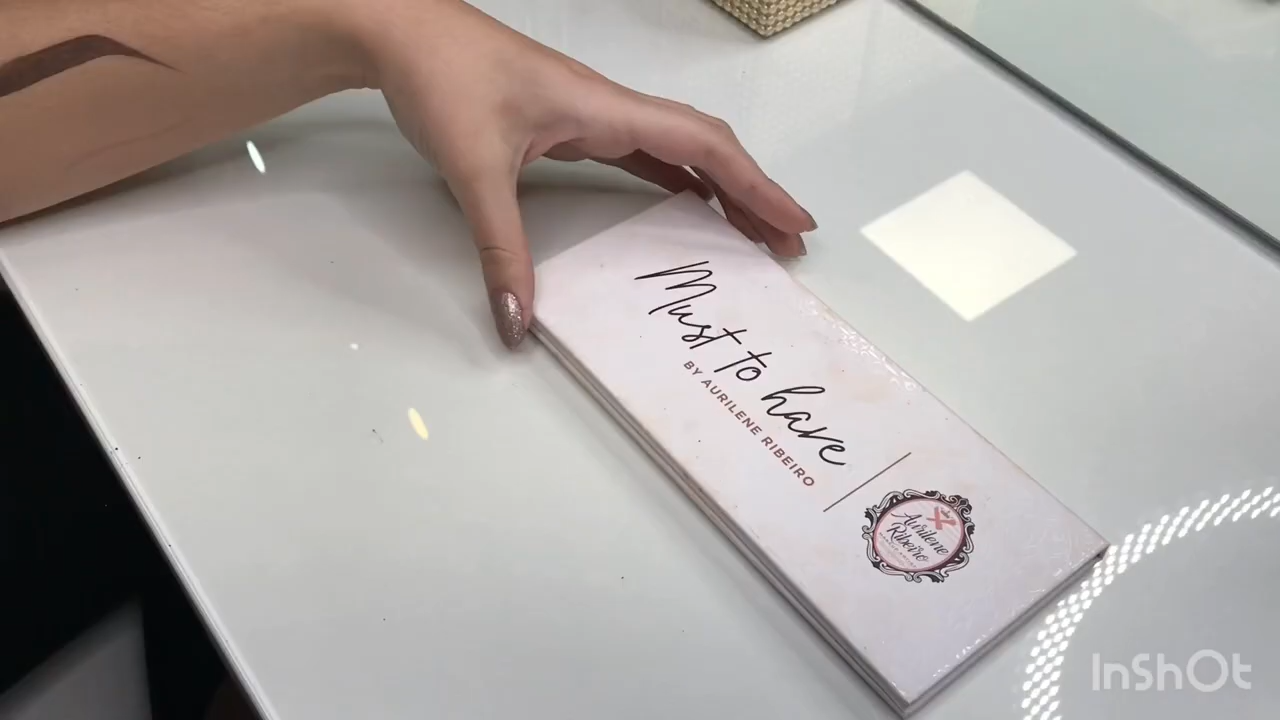 Must to have
BY AURILENE RIBEIRO
Aurilene
Ribeiro
InShOt